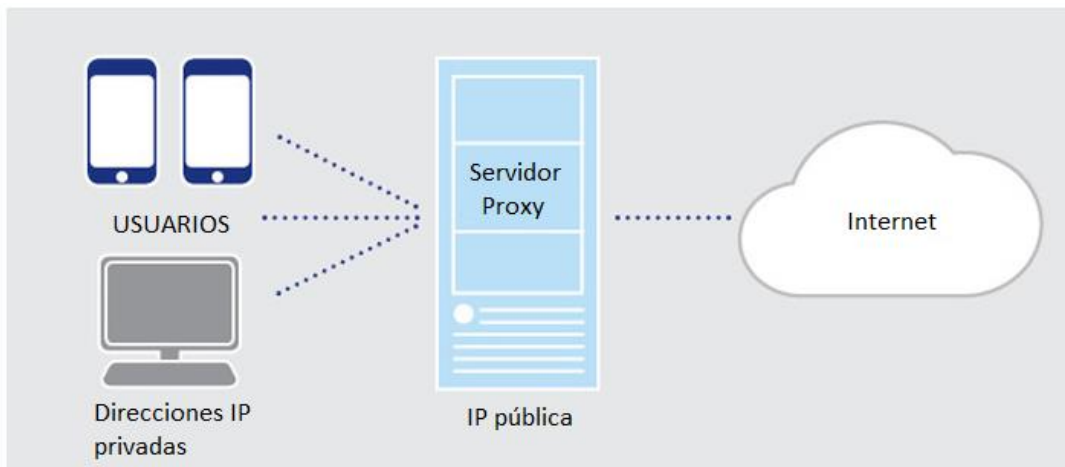 USUARIOS
Direcciones IP
privadas
Servidor
Proxy
IP pública
Internet